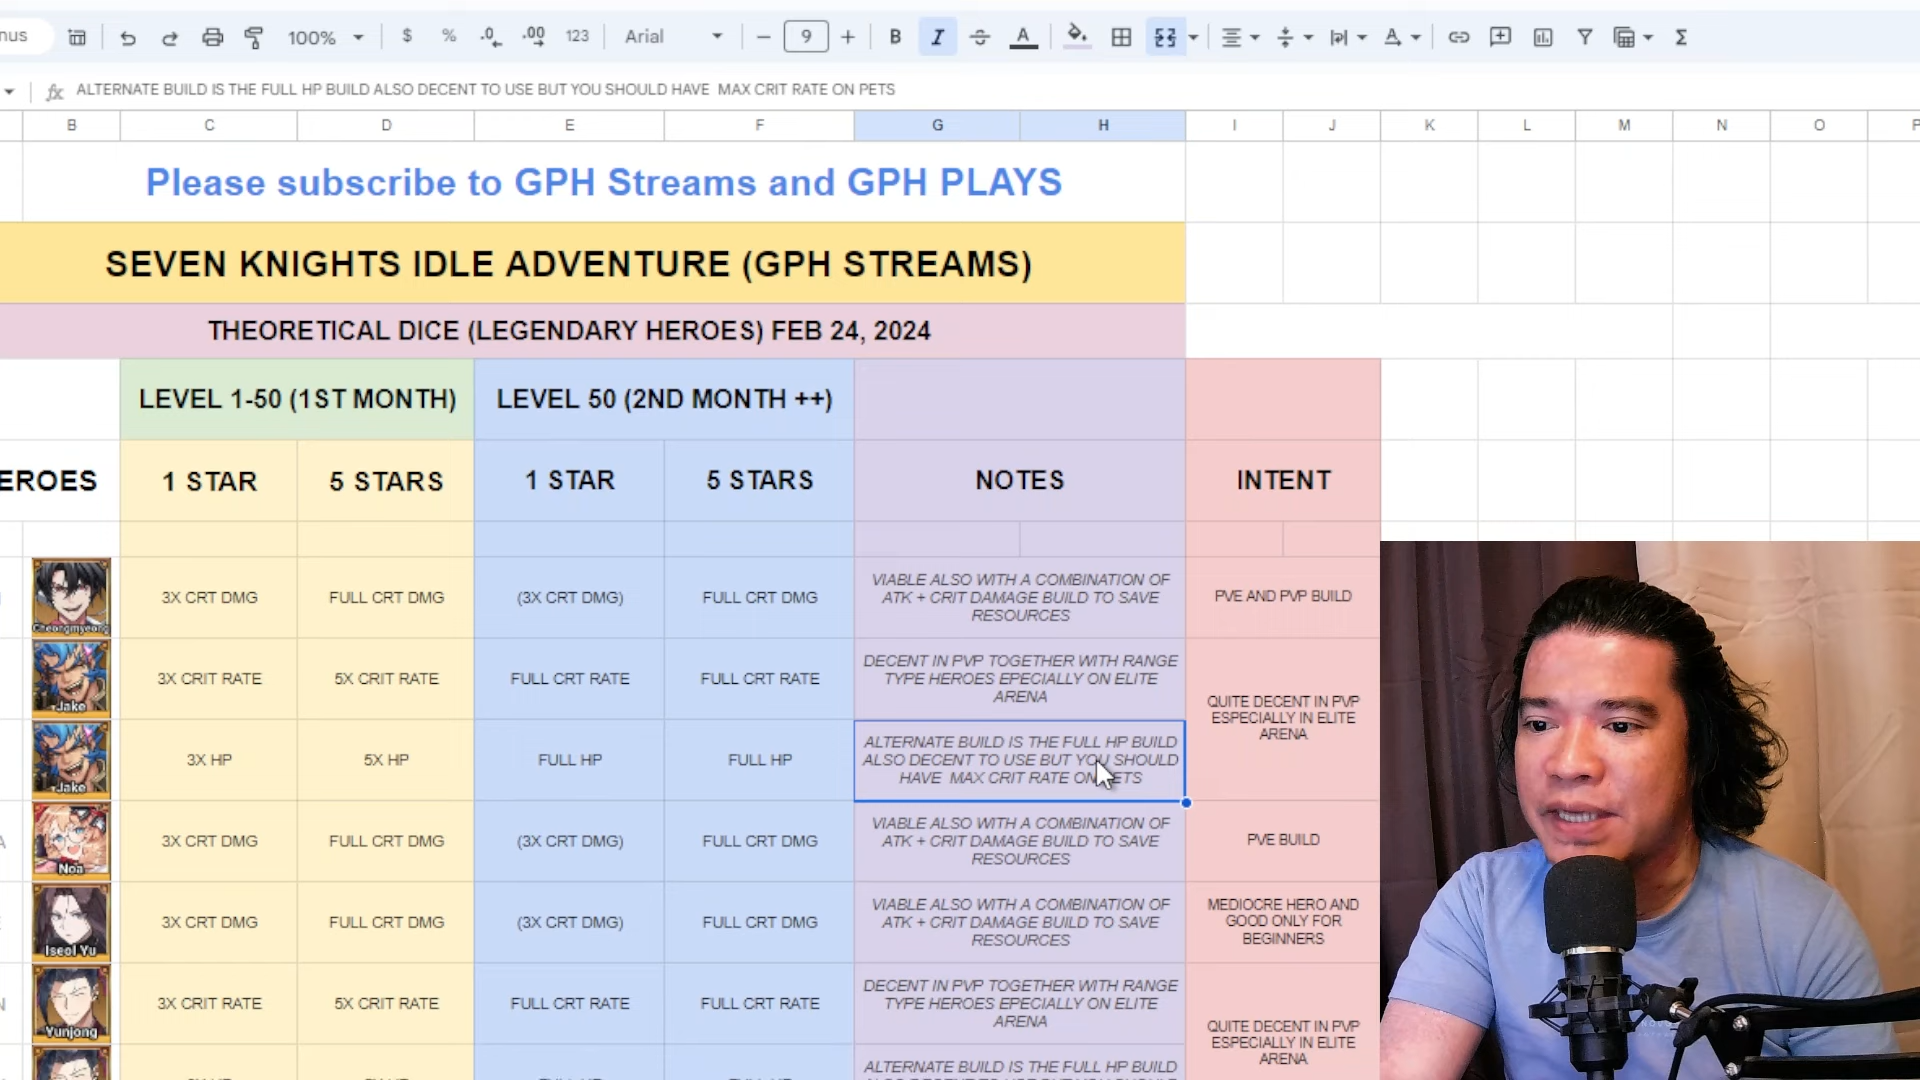 nus
100%
$
%
.0
.00
123
Arial
9
B
I
A
A
Σ
fx
ALTERNATE BUILD IS THE FULL HP BUILD ALSO DECENT TO USE BUT YOU SHOULD HAVE  MAX CRIT RATE ON PETS
B C D E F G H I J K L M N O P
Please subscribe to GPH Streams and GPH PLAYS
SEVEN KNIGHTS IDLE ADVENTURE (GPH STREAMS)
THEORETICAL DICE (LEGENDARY HEROES) FEB 24, 2024
LEVEL 1-50 (1ST MONTH)
LEVEL 50 (2ND MONTH ++)
EROES
1 STAR
5 STARS
1 STAR
5 STARS
NOTES
INTENT
Cheongmyeong
3X CRT DMG
FULL CRT DMG
(3X CRT DMG)
FULL CRT DMG
VIABLE ALSO WITH A COMBINATION OF
ATK + CRIT DAMAGE BUILD TO SAVE
RESOURCES
PVE AND PVP BUILD
Jake
3X CRIT RATE
5X CRIT RATE
FULL CRT RATE
FULL CRT RATE
DECENT IN PVP TOGETHER WITH RANGE
TYPE HEROES EPECIALLY ON ELITE
ARENA
QUITE DECENT IN PVP
ESPECIALLY IN ELITE
ARENA
Jake
3X HP
5X HP
FULL HP
FULL HP
ALTERNATE BUILD IS THE FULL HP BUILD
ALSO DECENT TO USE BUT YOU SHOULD
HAVE  MAX CRIT RATE ON PETS
A
Noa
3X CRT DMG
FULL CRT DMG
(3X CRT DMG)
FULL CRT DMG
VIABLE ALSO WITH A COMBINATION OF
ATK + CRIT DAMAGE BUILD TO SAVE
RESOURCES
PVE BUILD
Iseol Yu
3X CRT DMG
FULL CRT DMG
(3X CRT DMG)
FULL CRT DMG
VIABLE ALSO WITH A COMBINATION OF
ATK + CRIT DAMAGE BUILD TO SAVE
RESOURCES
MEDIOCRE HERO AND
GOOD ONLY FOR
BEGINNERS
N
Yunjong
3X CRIT RATE
5X CRIT RATE
FULL CRT RATE
FULL CRT RATE
DECENT IN PVP TOGETHER WITH RANGE
TYPE HEROES EPECIALLY ON ELITE
ARENA
QUITE DECENT IN PVP
ESPECIALLY IN ELITE
ARENA
ALTERNATE BUILD IS THE FULL HP BUILD